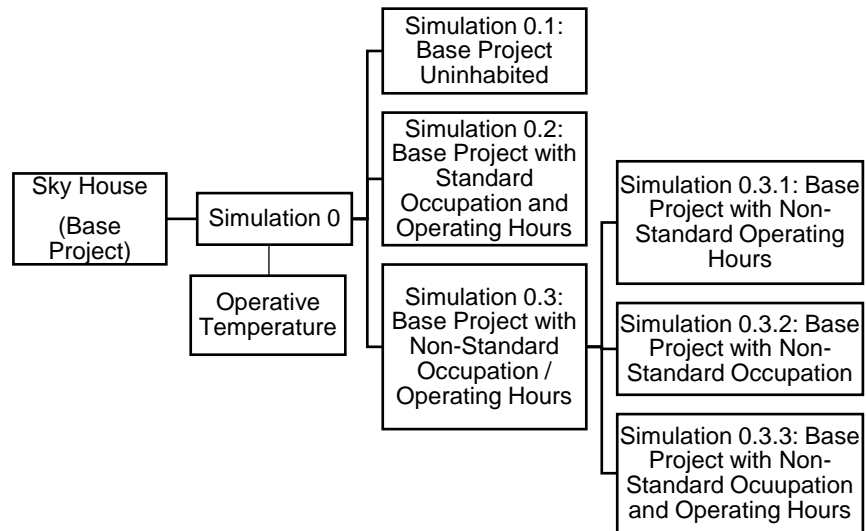 Sky House
(Base
Project)
Simulation 0
Operative
Temperature
Simulation 0.1:
Base Project
Uninhabited
Simulation 0.2:
Base Project with
Standard
Occupation and
Operating Hours
Simulation 0.3:
Base Project with
Non-Standard
Occupation /
Operating Hours
Simulation 0.3.1: Base
Project with Non-
Standard Operating
Hours
Simulation 0.3.2: Base
Project with Non-
Standard Occupation
Simulation 0.3.3: Base
Project with Non-
Standard Ocuupation
and Operating Hours